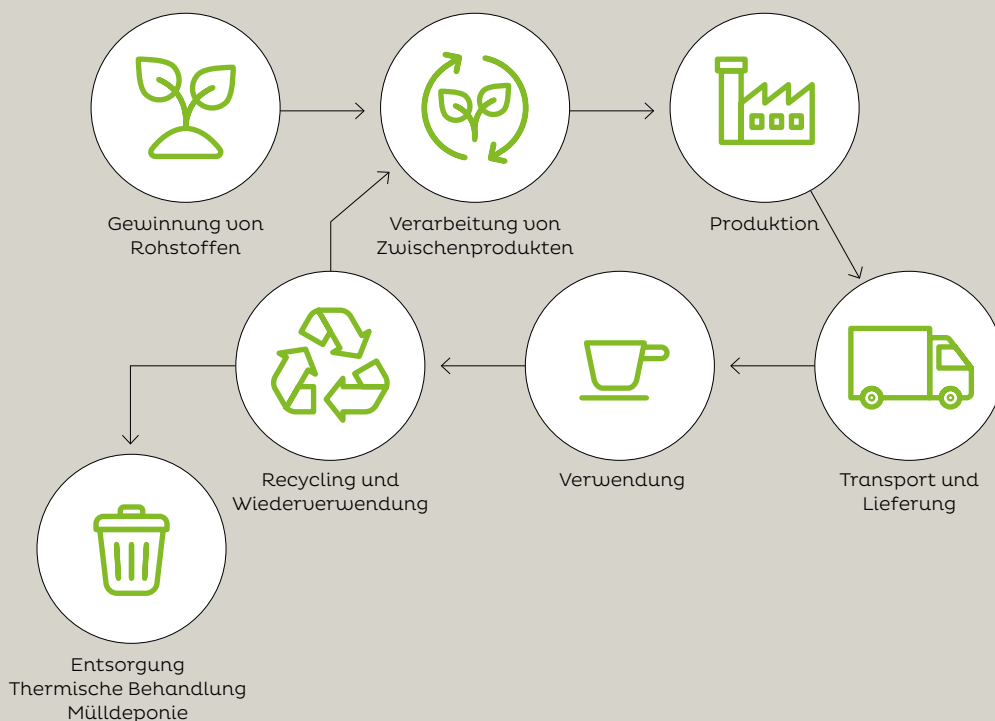 Gewinnung von
Rohstoffen
Verarbeitung von
Zwischenprodukten
Produktion
Recycling und
Wiederverwendung
Verwendung
Transport und
Lieferung
Entsorgung
Thermische Behandlung
Mülldeponie